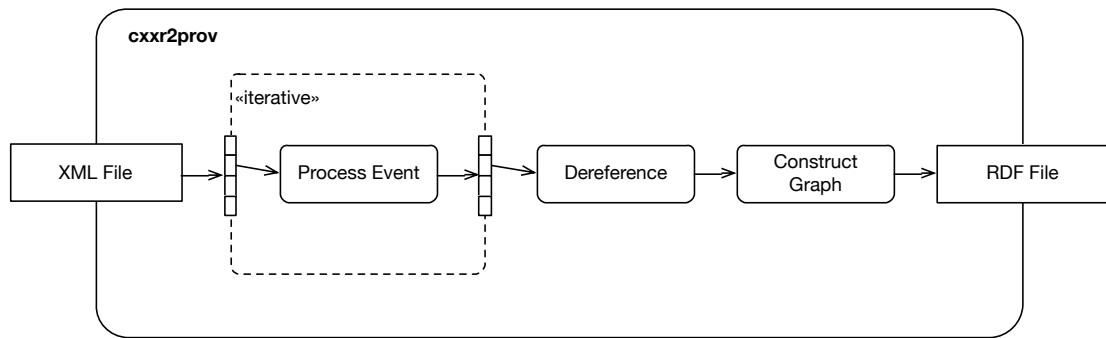 cxxr2prov
«iterative»
XML File
Process Event
Dereference
Construct
Graph
RDF File